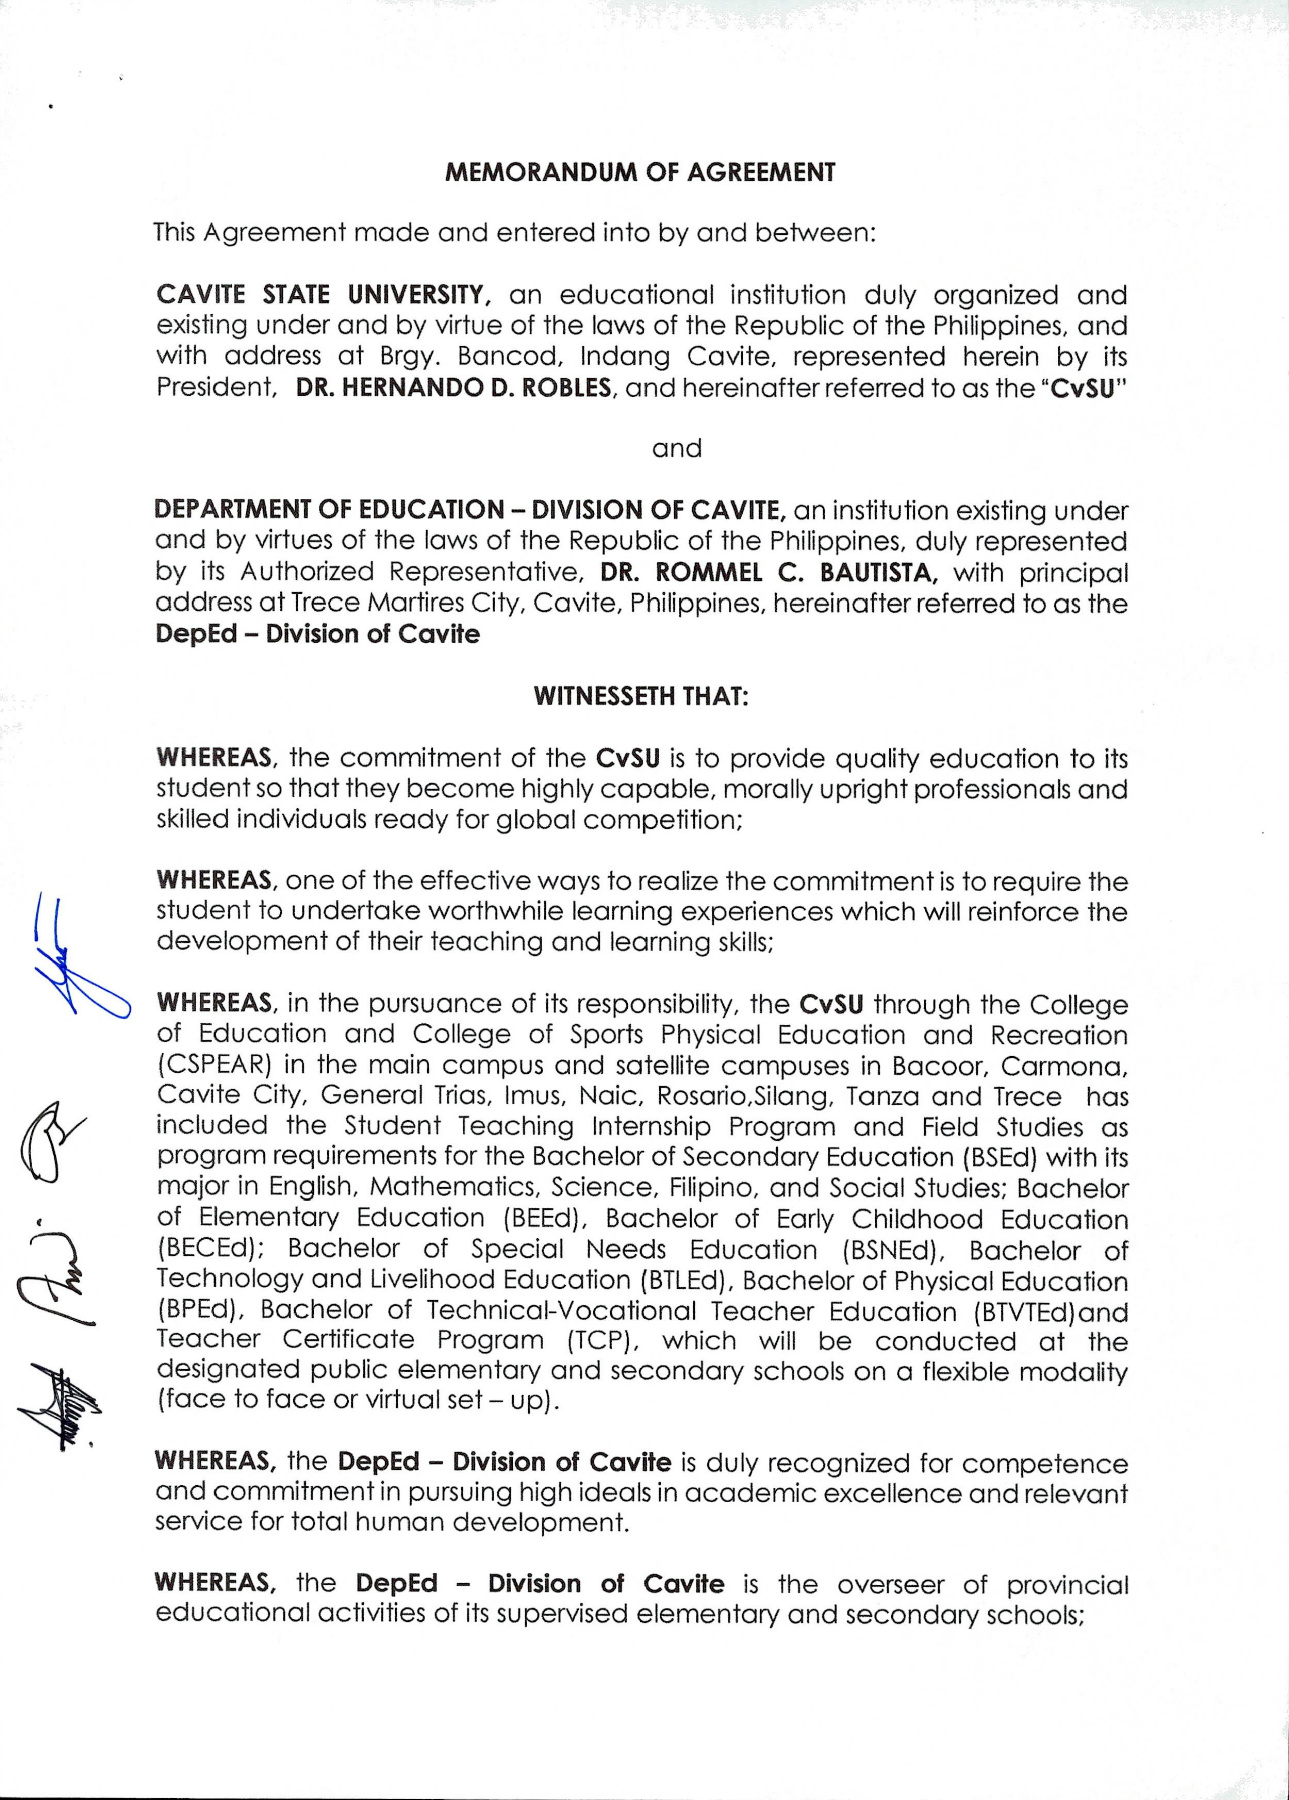 MEMORANDUM OF AGREEMENT
This Agreement made and entered into by and between:
CAVITE STATE UNIVERSITY, an educational institution duly organized and
existing under and by virtue of the laws of the Republic of the Philippines, and
with address at Brgy. Bancod, Indang Cavite, represented herein by its
President, DR. HERNANDO D. ROBLES, and hereinafter referred to as the “CvSU”
and
DEPARTMENT OF EDUCATION – DIVISION OF CAVITE, an institution existing under
and by virtues of the laws of the Republic of the Philippines, duly represented
by its Authorized Representative, DR. ROMMEL C. BAUTISTA, with principal
address at Trece Martires City, Cavite, Philippines, hereinafter referred to as the
DepEd – Division of Cavite
WITNESSETH THAT:
WHEREAS, the commitment of the CvSU is to provide quality education to its
student so that they become highly capable, morally upright professionals and
skilled individuals ready for global competition;
WHEREAS, one of the effective ways to realize the commitment is to require the
student to undertake worthwhile learning experiences which will reinforce the
development of their teaching and learning skills;
WHEREAS, in the pursuance of its responsibility, the CvSU through the College
of Education and College of Sports Physical Education and Recreation
(CSPEAR) in the main campus and satellite campuses in Bacoor, Carmona,
Cavite City, General Trias, Imus, Naic, Rosario,Silang, Tanza and Trece has
included the Student Teaching Internship Program and Field Studies as
program requirements for the Bachelor of Secondary Education (BSEd) with its
major in English, Mathematics, Science, Filipino, and Social Studies; Bachelor
of Elementary Education (BEEd), Bachelor of Early Childhood Education
(BECEd); Bachelor of Special Needs Education (BSNEd), Bachelor of
Technology and Livelihood Education (BTLEd), Bachelor of Physical Education
(BPEd), Bachelor of Technical-Vocational Teacher Education (BTVTEd)and
Teacher Certificate Program (TCP), which will be conducted at the
designated public elementary and secondary schools on a flexible modality
(face to face or virtual set – up).
WHEREAS, the DepEd – Division of Cavite is duly recognized for competence
and commitment in pursuing high ideals in academic excellence and relevant
service for total human development.
WHEREAS, the DepEd – Division of Cavite is the overseer of provincial
educational activities of its supervised elementary and secondary schools;